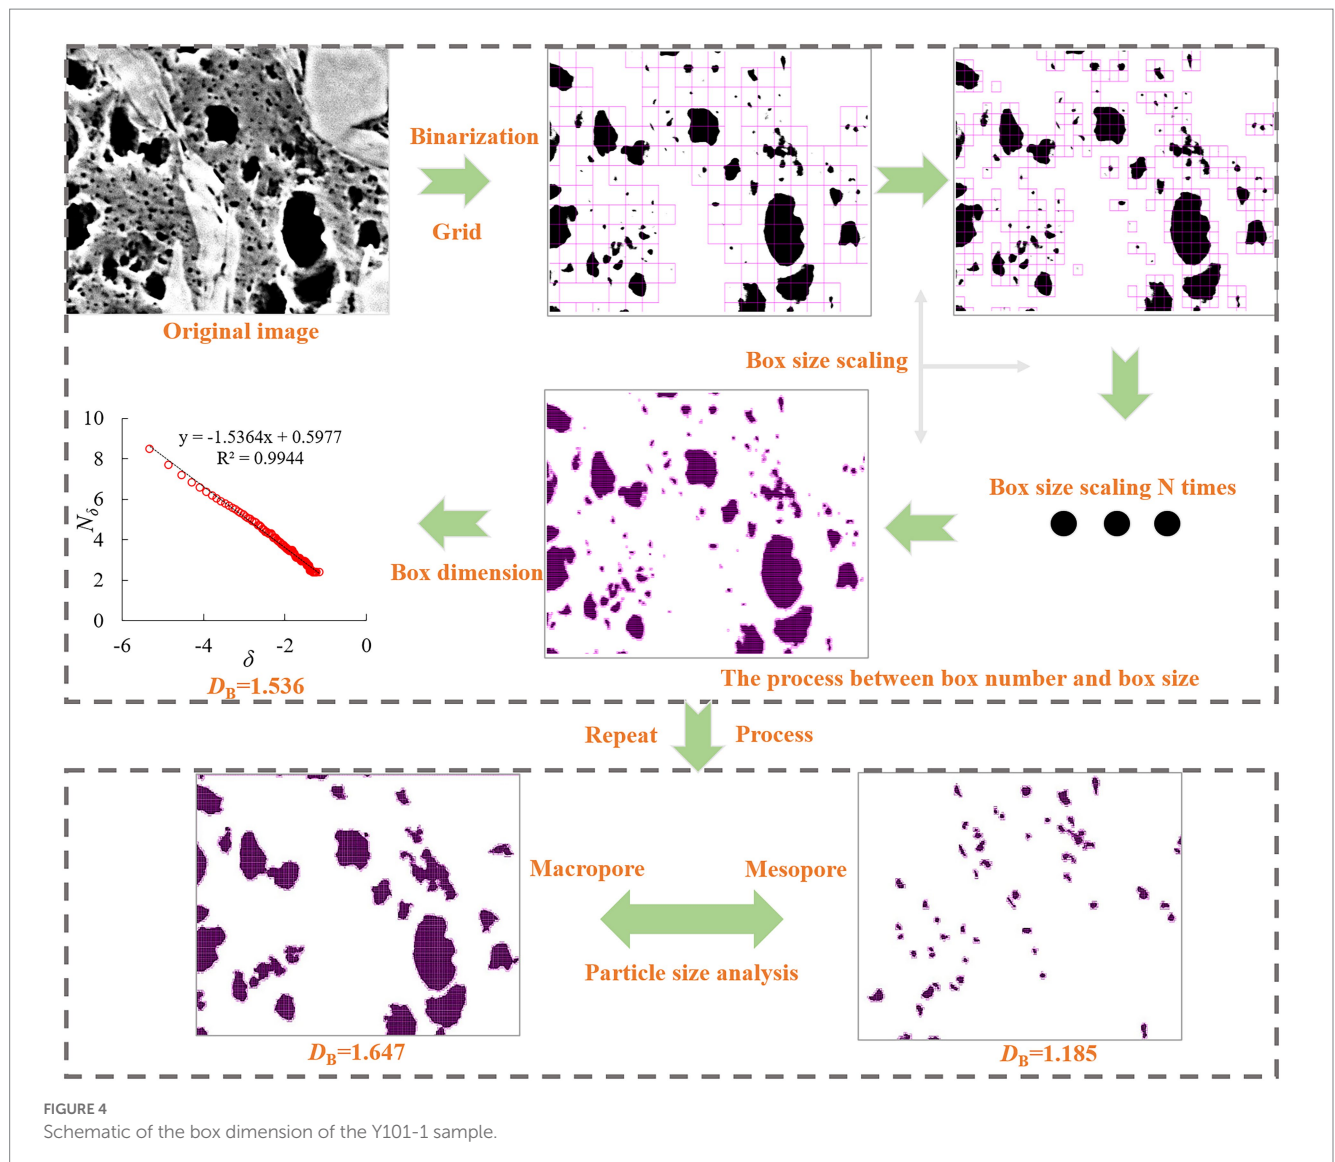 Binarization
Grid
Original image
Box size scaling
10
8
6
4
2
0
-6
-4
-2
0
y = -1.5364x + 0.5977
R² = 0.9944
Nδ
δ
DB=1.536
Box dimension
Box size scaling N times
The process between box number and box size
Repeat Process
Macropore
Mesopore
Particle size analysis
DB=1.647
DB=1.185
FIGURE 4
Schematic of the box dimension of the Y101-1 sample.